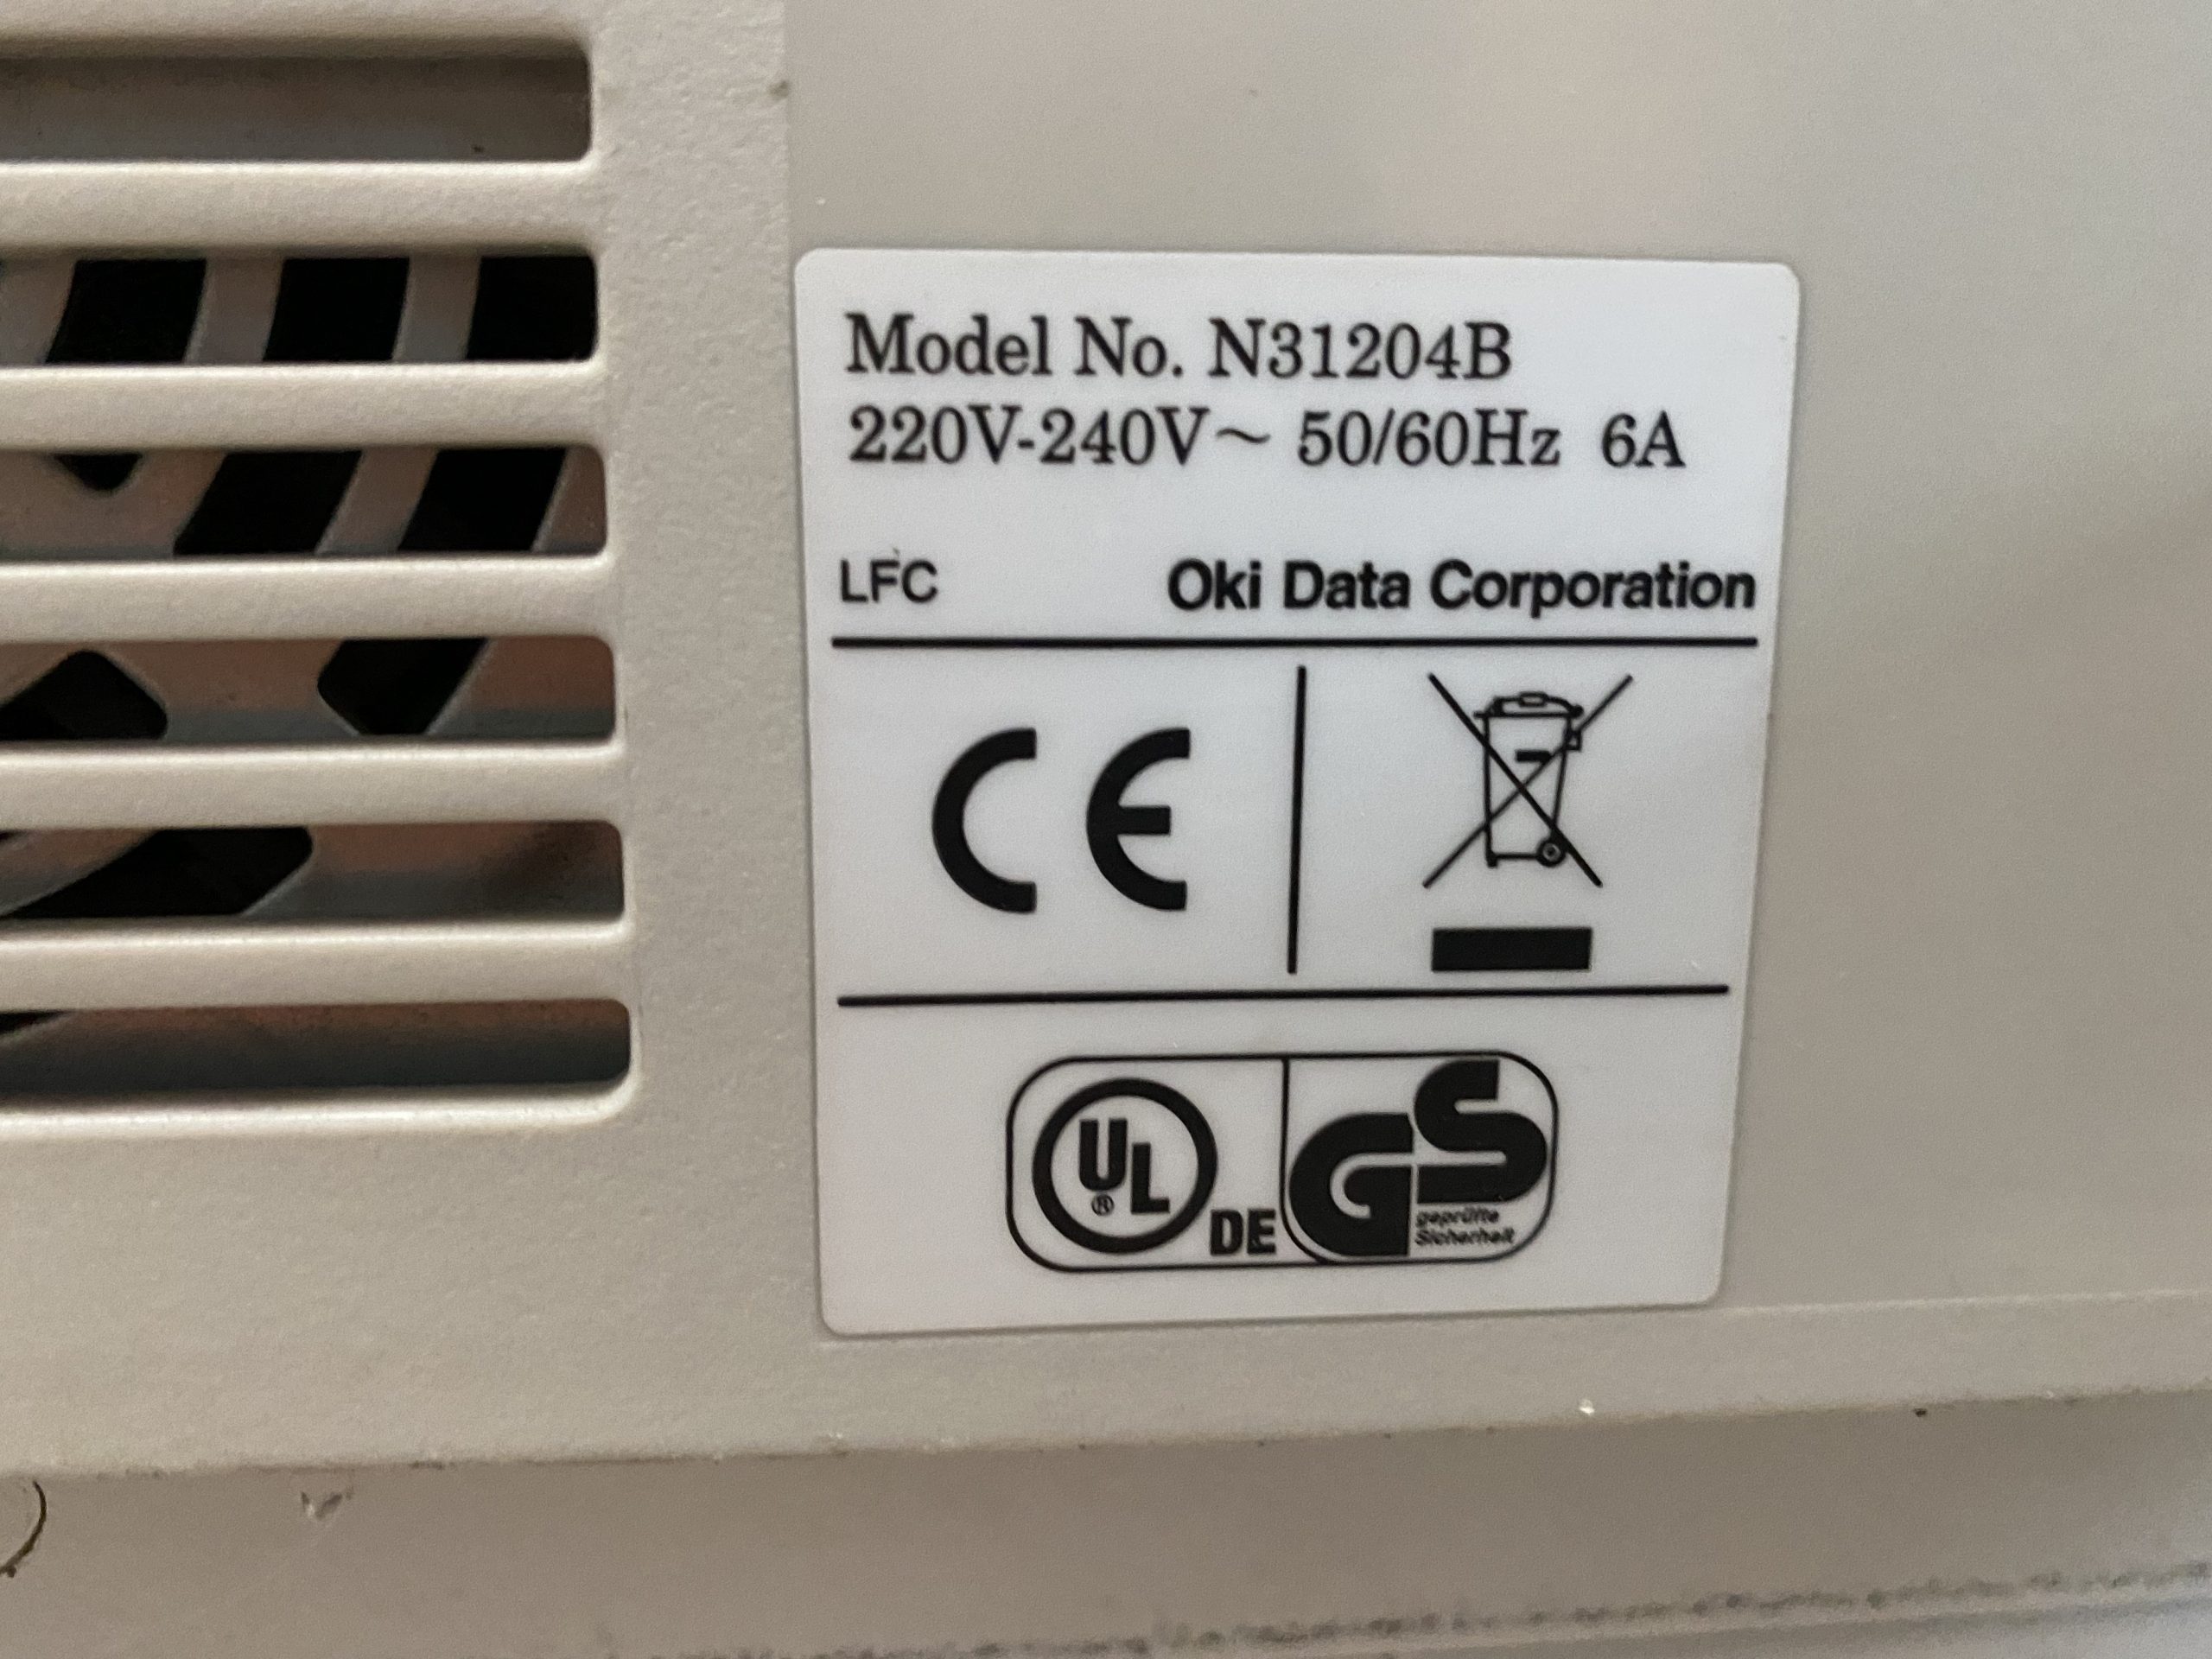 Model No. N31204B
220V-240V~ 50/60Hz 6A
LFC Oki Data Corporation
CE
UL
®
DE
GS
geprüfte
Sicherheit